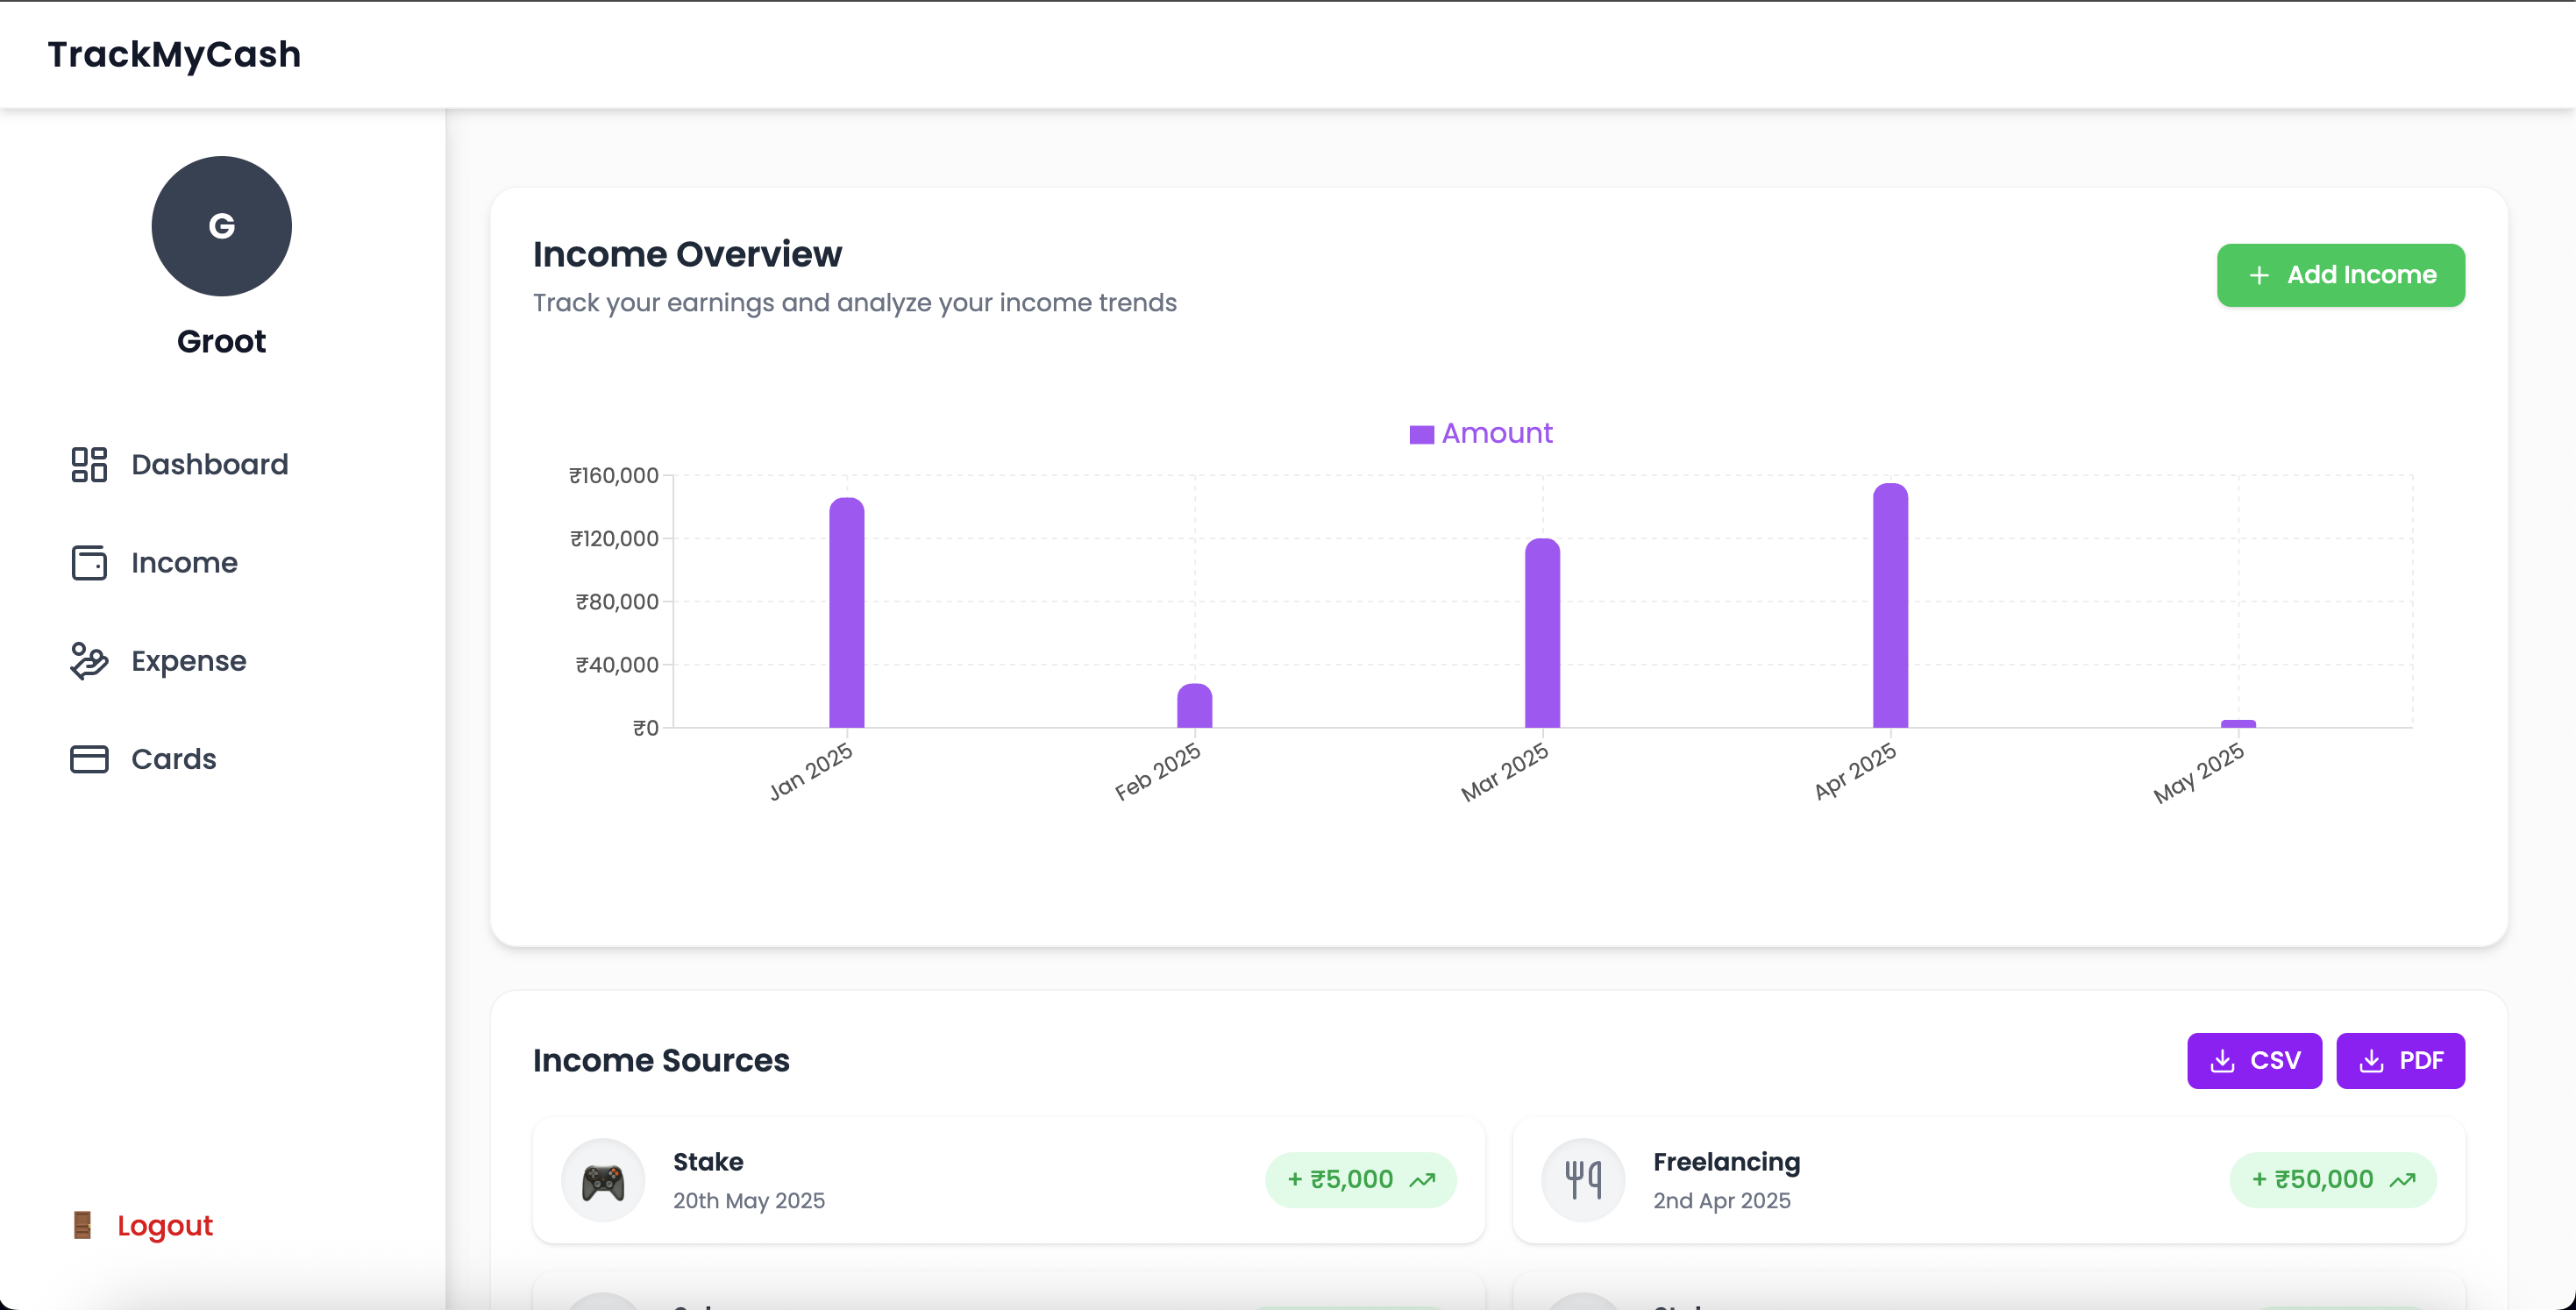 TrackMyCash
G
Groot
Dashboard
Income
Expense
Cards
Logout
Income Overview
Track your earnings and analyze your income trends
+ Add Income
Amount
₹160,000
₹120,000
₹80,000
₹40,000
₹0
Jan 2025
Feb 2025
Mar 2025
Apr 2025
May 2025
Income Sources
CSV
PDF
Stake
20th May 2025
+ ₹5,000
Freelancing
2nd Apr 2025
+ ₹50,000